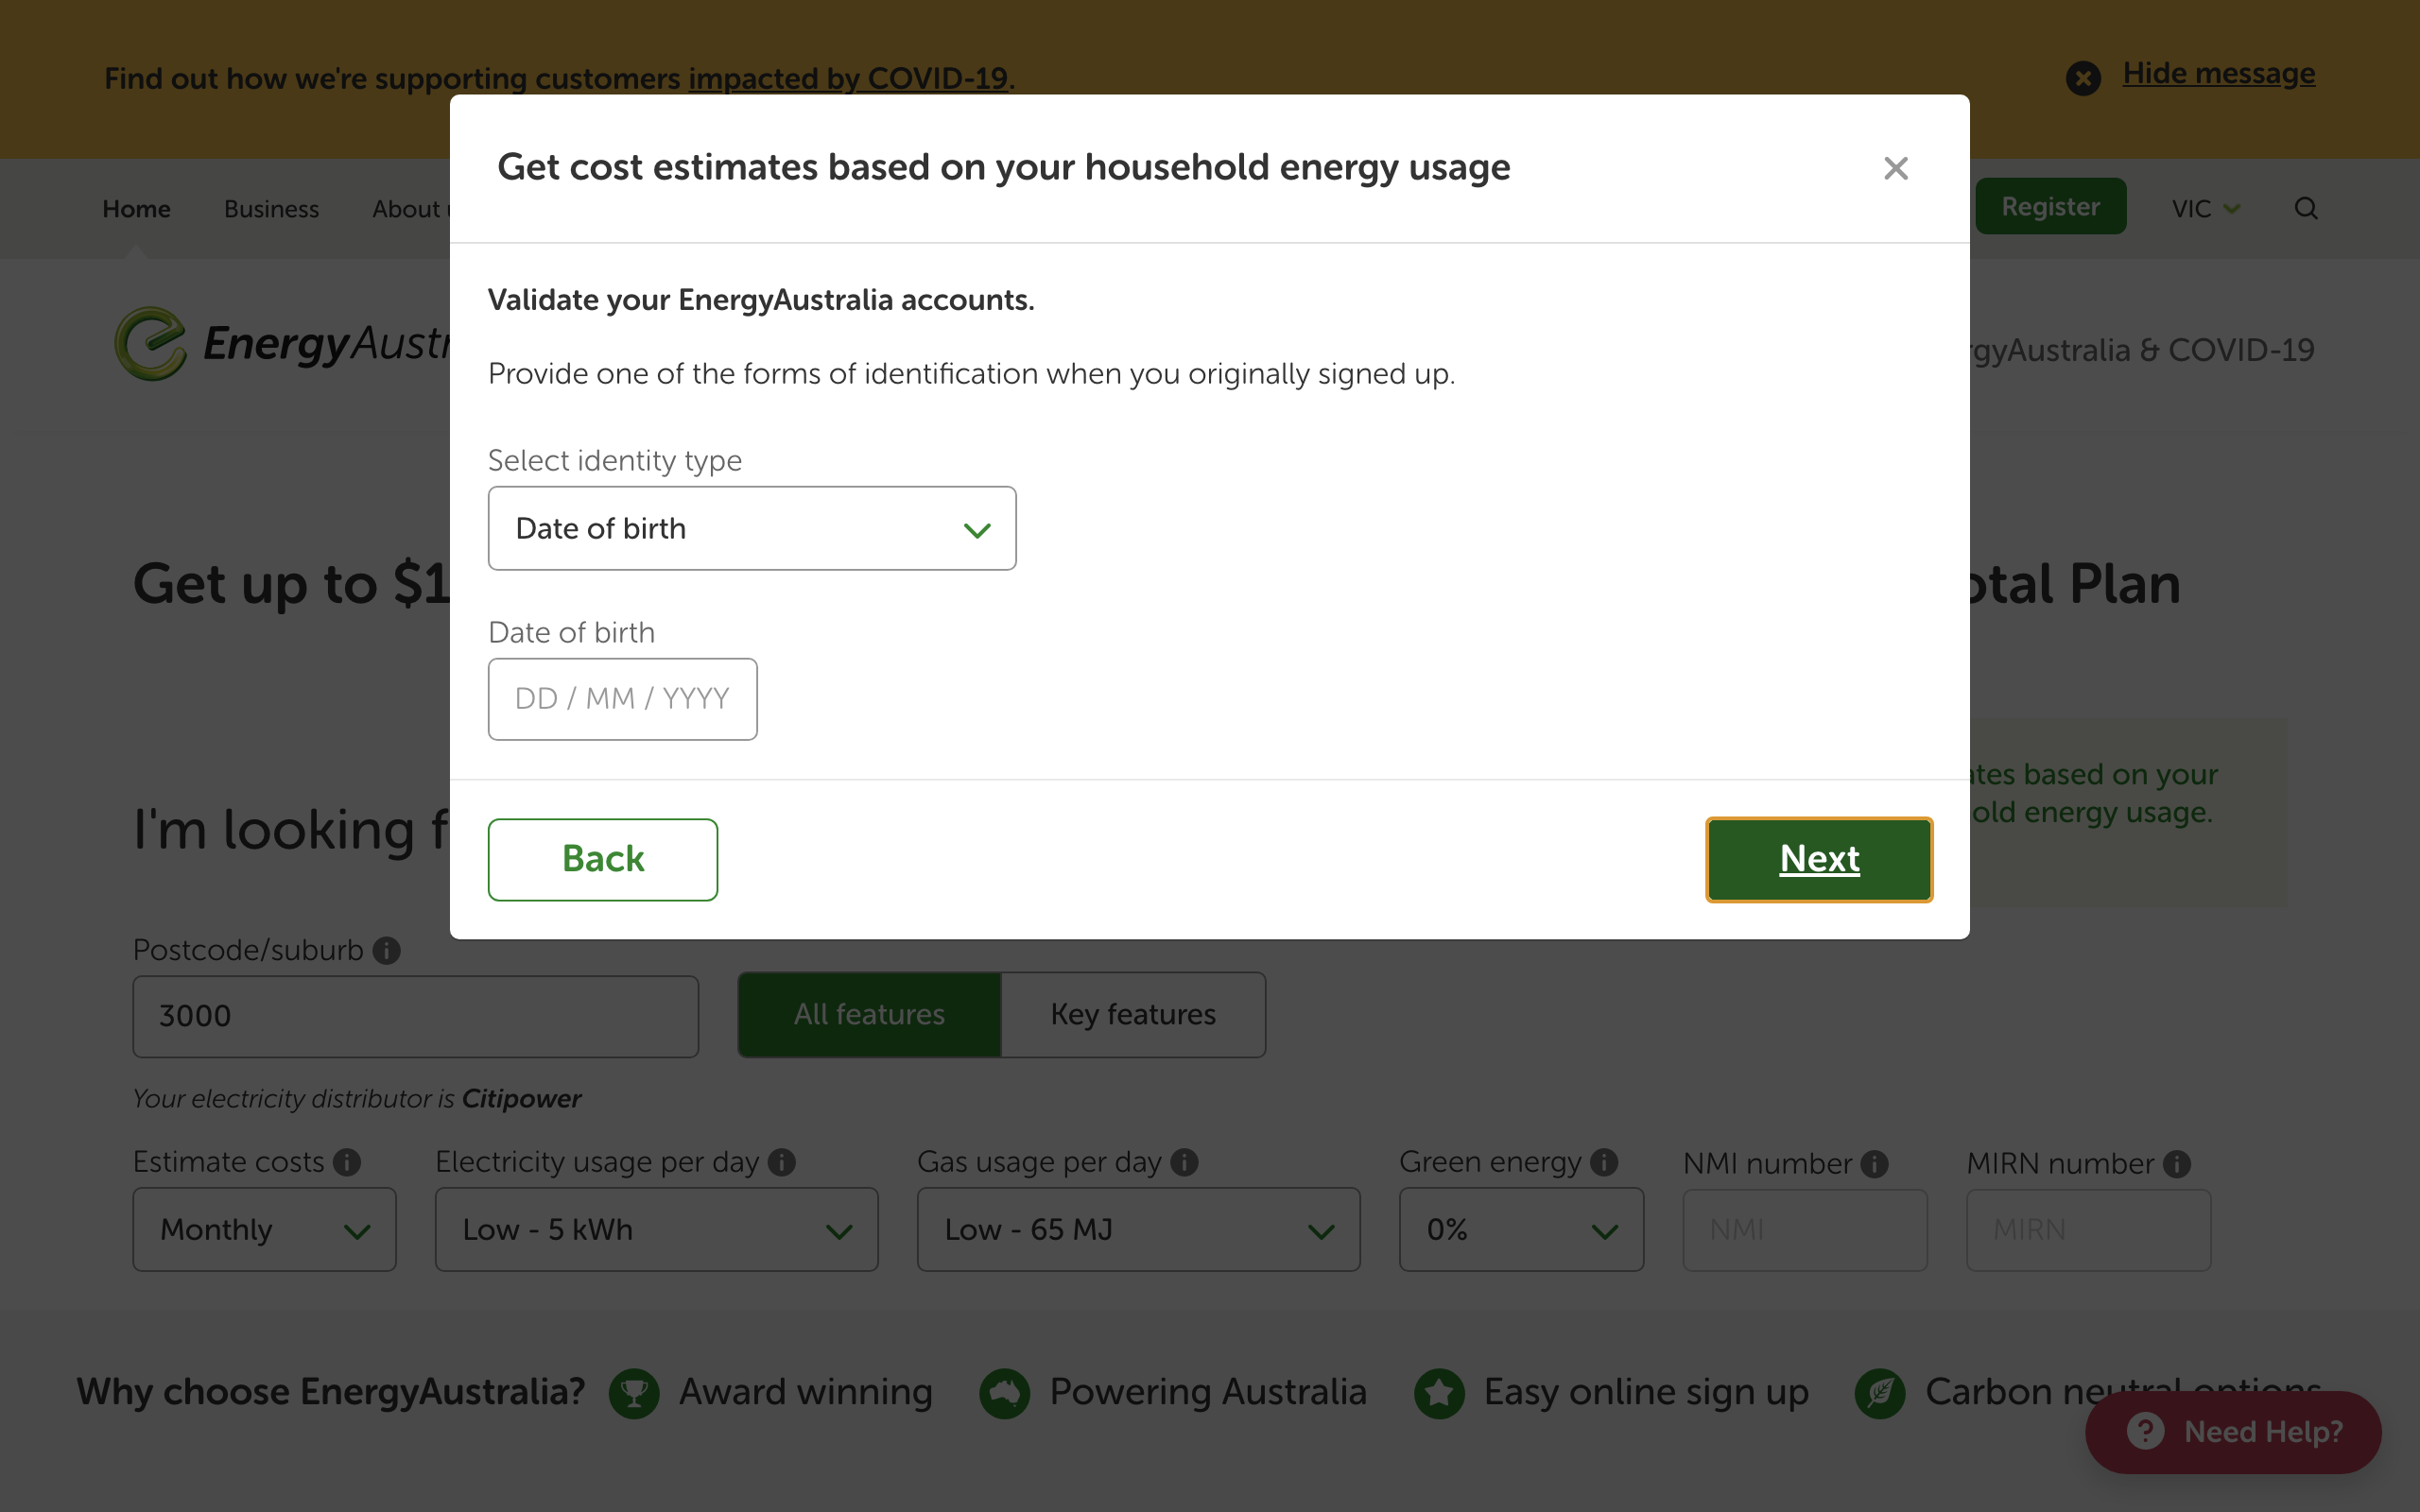 Find out how we're supporting customers impacted by COVID-19.
Hide message
Home
Business
About
Register
VIC
EnergyAustr
gyAustralia & COVID-19
Get cost estimates based on your household energy usage
Validate your EnergyAustralia accounts.
Provide one of the forms of identification when you originally signed up.
Select identity type
Date of birth
Date of birth
DD / MM / YYYY
Back
Next
Get up to $1
otal Plan
ates based on your
old energy usage.
I'm looking f
Postcode/suburb
3000
All features
Key features
Your electricity distributor is Citipower
Estimate costs
Electricity usage per day
Gas usage per day
Green energy
NMI number
MIRN number
Monthly
Low - 5 kWh
Low - 65 MJ
0%
NMI
MIRN
Why choose EnergyAustralia?
Award winning
Powering Australia
Easy online sign up
Carbon neutral options
Need Help?